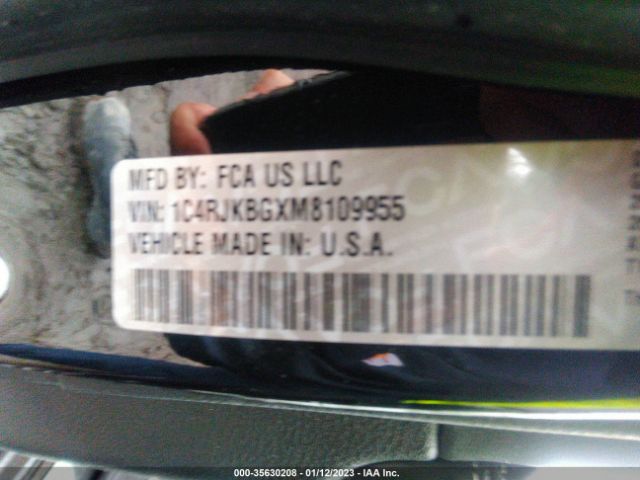 MFD BY: FCA US LLC
VIN: 1C4RJKBGXM8109955
VEHICLE MADE IN: U.S.A.
000-35630208 - 01/12/2023 - IAA Inc.